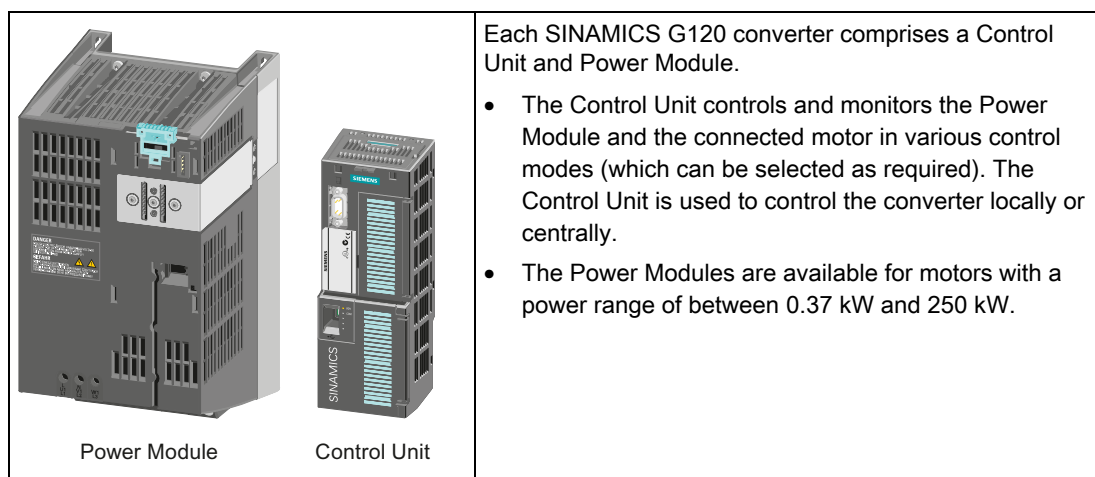 Each SINAMICS G120 converter comprises a Control
Unit and Power Module.
• The Control Unit controls and monitors the Power
Module and the connected motor in various control
modes (which can be selected as required). The
Control Unit is used to control the converter locally or
centrally.
• The Power Modules are available for motors with a
power range of between 0.37 kW and 250 kW.
DANGER
GEFAHR
SIEMENS
SIEMENS
SINAMICS
Power Module
Control Unit